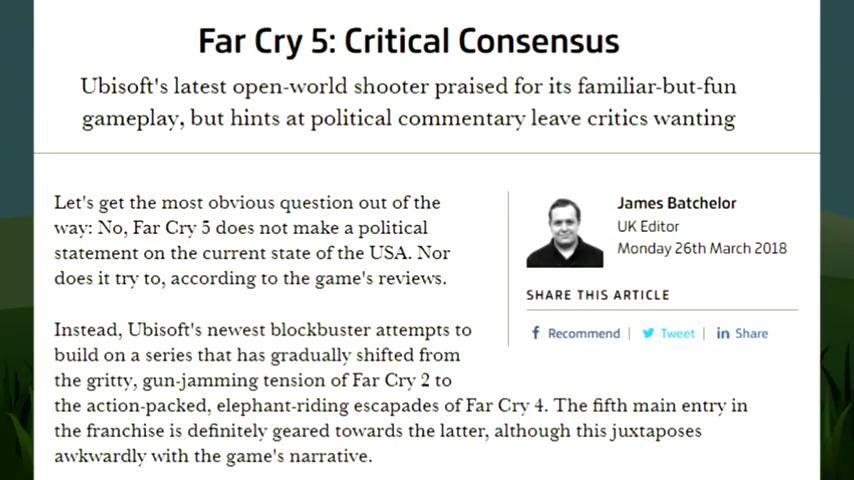 Far Cry 5: Critical Consensus
Ubisoft's latest open-world shooter praised for its familiar-but-fun
gameplay, but hints at political commentary leave critics wanting
Let's get the most obvious question out of the
way: No, Far Cry 5 does not make a political
statement on the current state of the USA. Nor
does it try to, according to the game's reviews.
Instead, Ubisoft's newest blockbuster attempts to
build on a series that has gradually shifted from
the gritty, gun-jamming tension of Far Cry 2 to
the action-packed, elephant-riding escapades of Far Cry 4. The fifth main entry in
the franchise is definitely geared towards the latter, although this juxtaposes
awkwardly with the game's narrative.
James Batchelor
UK Editor
Monday 26th March 2018
SHARE THIS ARTICLE
f Recommend | Tweet | in Share